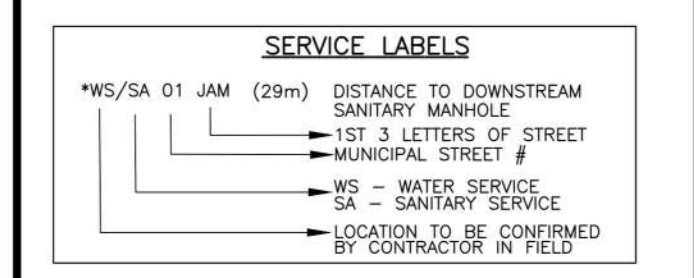 SERVICE LABELS
*WS/SA 01 JAM (29m) DISTANCE TO DOWNSTREAM
SANITARY MANHOLE
1ST 3 LETTERS OF STREET
MUNICIPAL STREET #
WS – WATER SERVICE
SA – SANITARY SERVICE
LOCATION TO BE CONFIRMED
BY CONTRACTOR IN FIELD